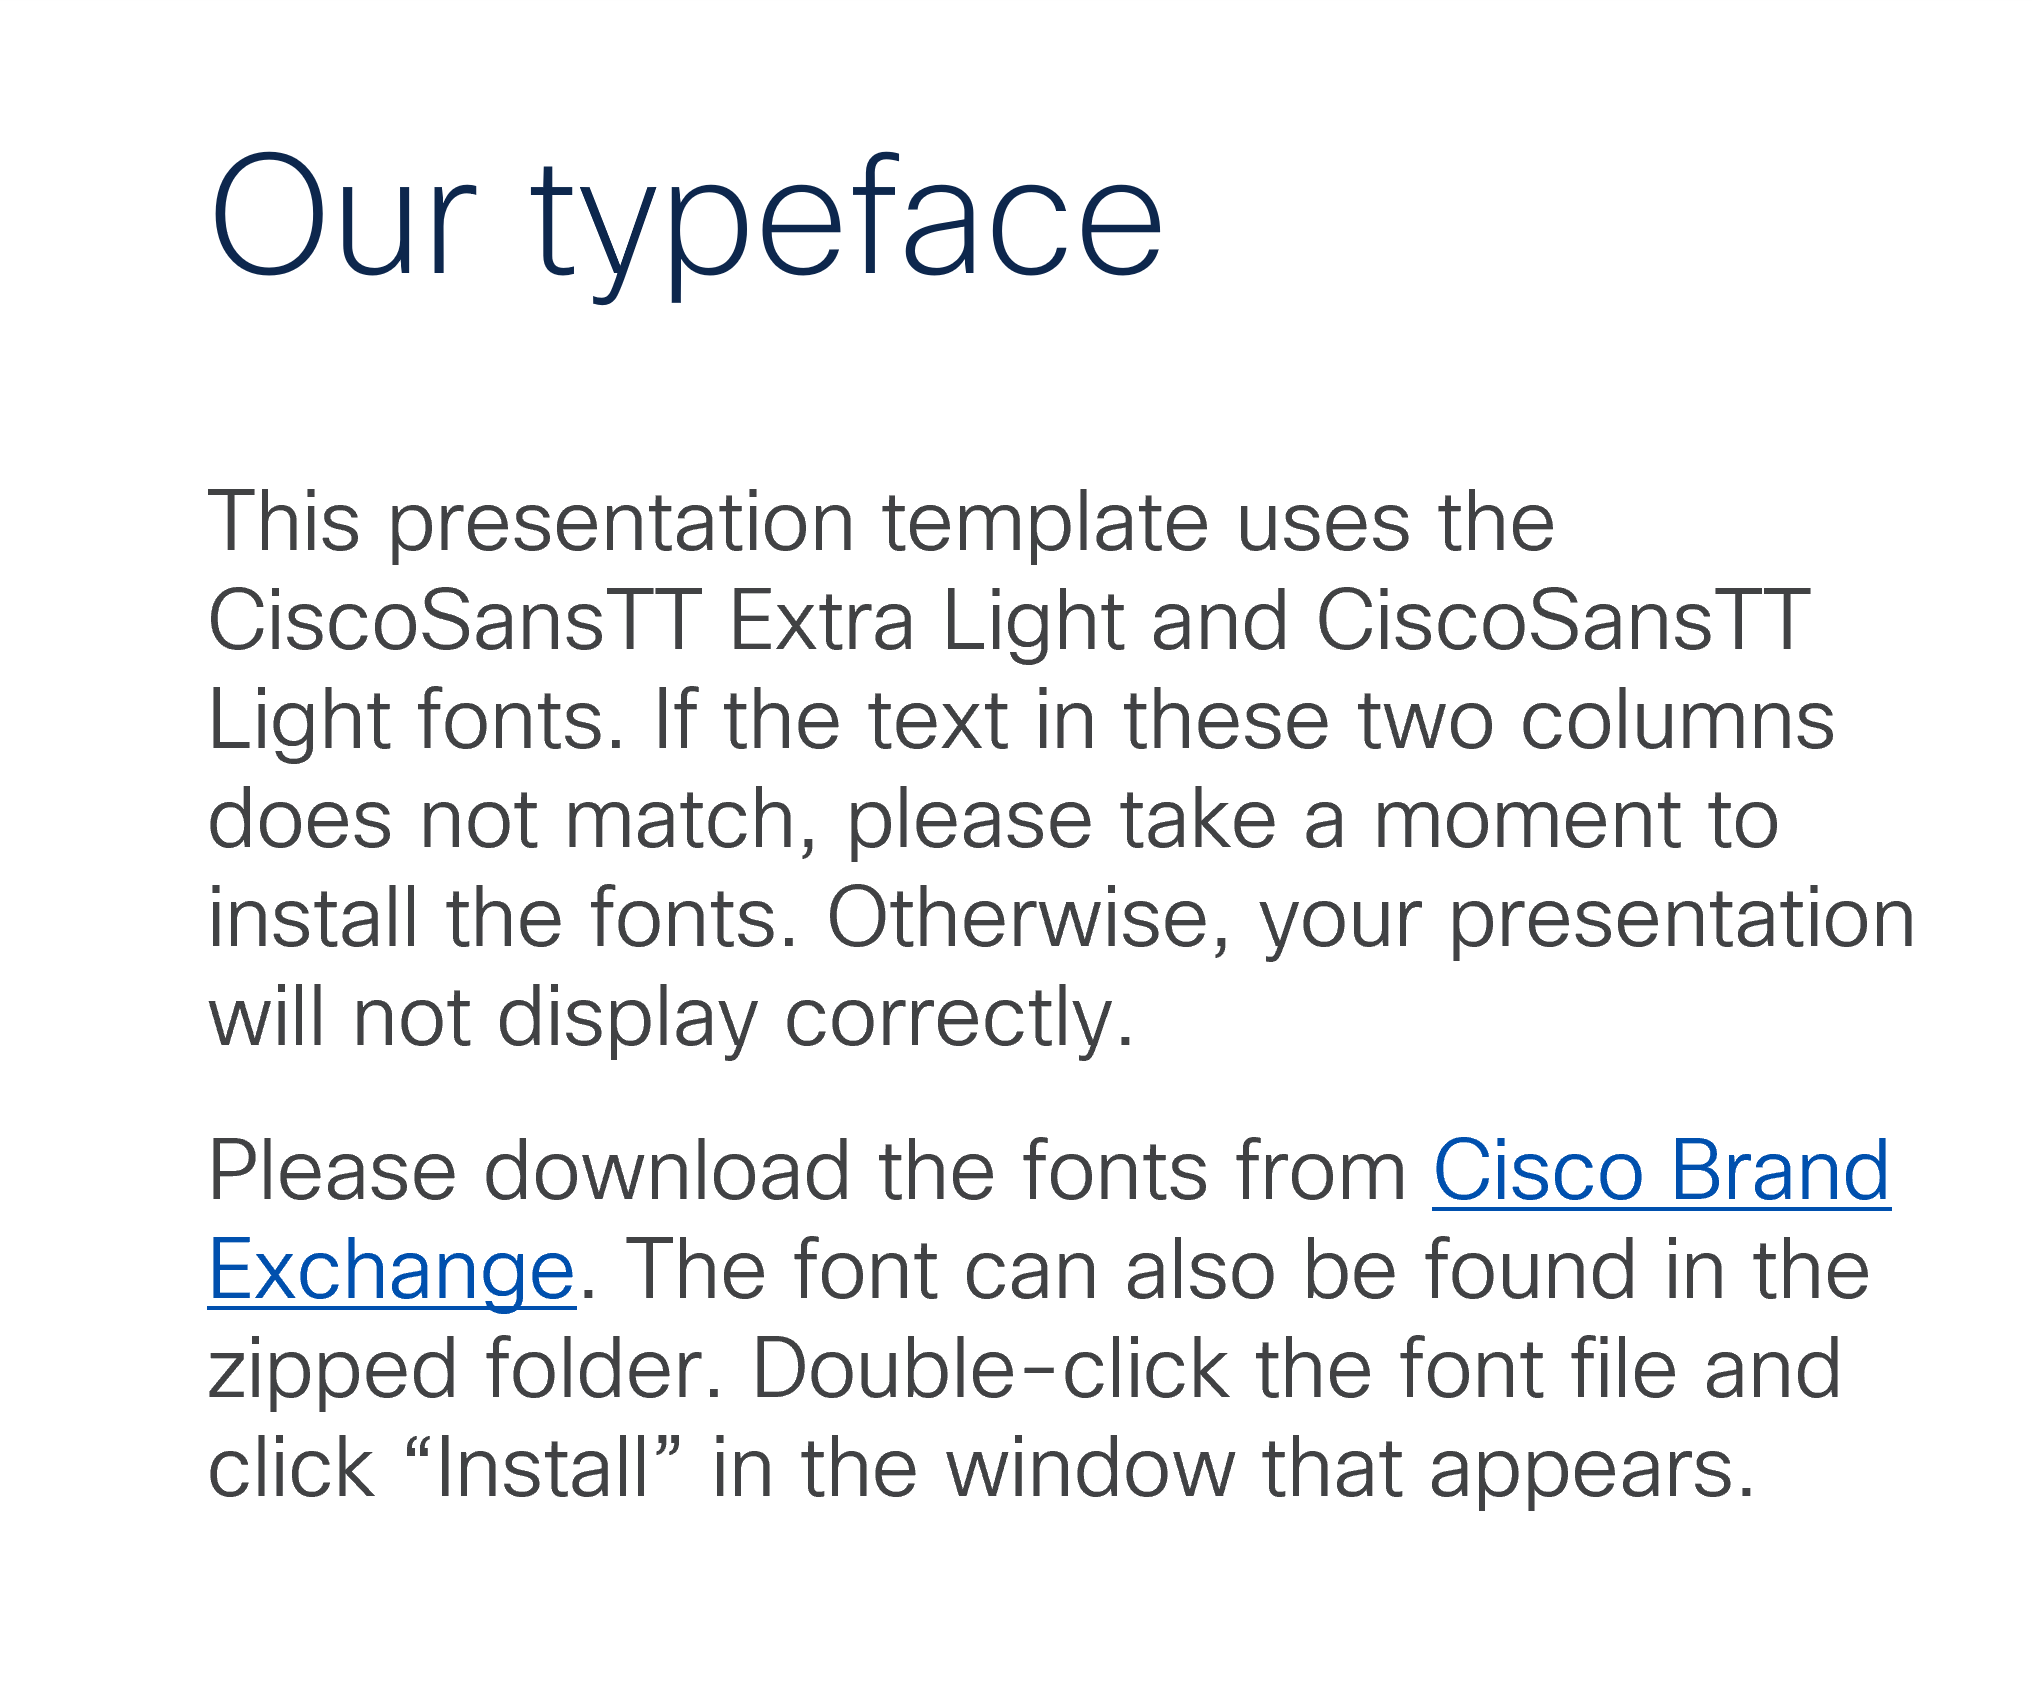 Our typeface
This presentation template uses the
CiscoSansTT Extra Light and CiscoSansTT
Light fonts. If the text in these two columns
does not match, please take a moment to
install the fonts. Otherwise, your presentation
will not display correctly.
Please download the fonts from Cisco Brand
Exchange. The font can also be found in the
zipped folder. Double-click the font file and
click “Install” in the window that appears.